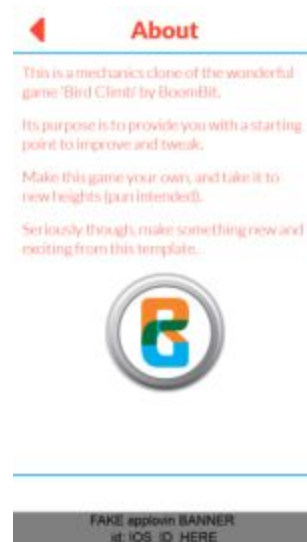 About
This is a mechanics clone of the wonderful
game 'Bird Climb' by BoomBit.
Its purpose is to provide you with a starting
point to improve and tweak.
Make this game your own, and take it to
new heights (pun intended).
Seriously though, make something new and
exciting from this template.
FAKE applovin BANNER
id: IOS_ID_HERE